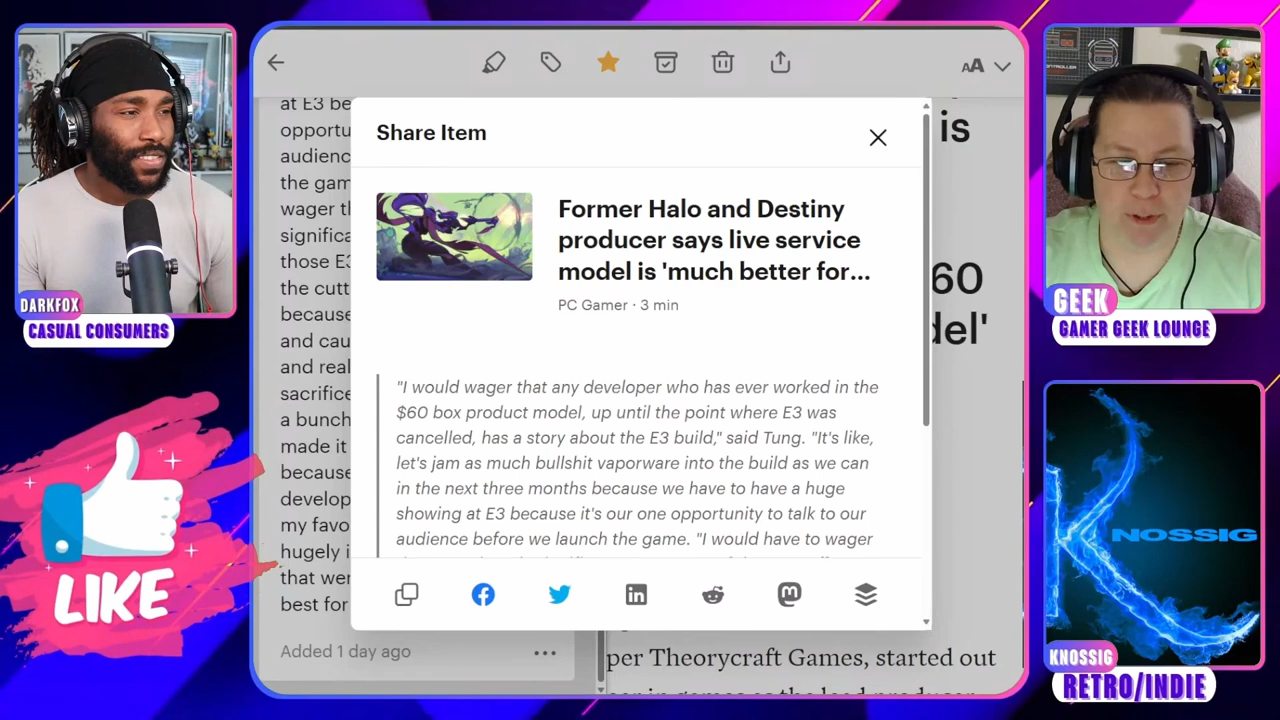 DARKFOX
CASUAL CONSUMERS
LIKE
at E3 be
opportu
audienc
the gam
wager th
significa
those E3
the cutt
because
and cau
and real
sacrifice
a bunch
made it
because
develop
my favo
hugely i
that wer
best for
Added 1 day ago
Share Item
Former Halo and Destiny
producer says live service
model is 'much better for...
PC Gamer · 3 min
"I would wager that any developer who has ever worked in the
$60 box product model, up until the point where E3 was
cancelled, has a story about the E3 build," said Tung. "It's like,
let's jam as much bullshit vaporware into the build as we can
in the next three months because we have to have a huge
showing at E3 because it's our one opportunity to talk to our
audience before we launch the game. "I would have to wager
AA
is
60
del'
per Theorycraft Games, started out
GEEK
GAMER GEEK LOUNGE
NOSSIG
KNOSSIG
RETRO/INDIE